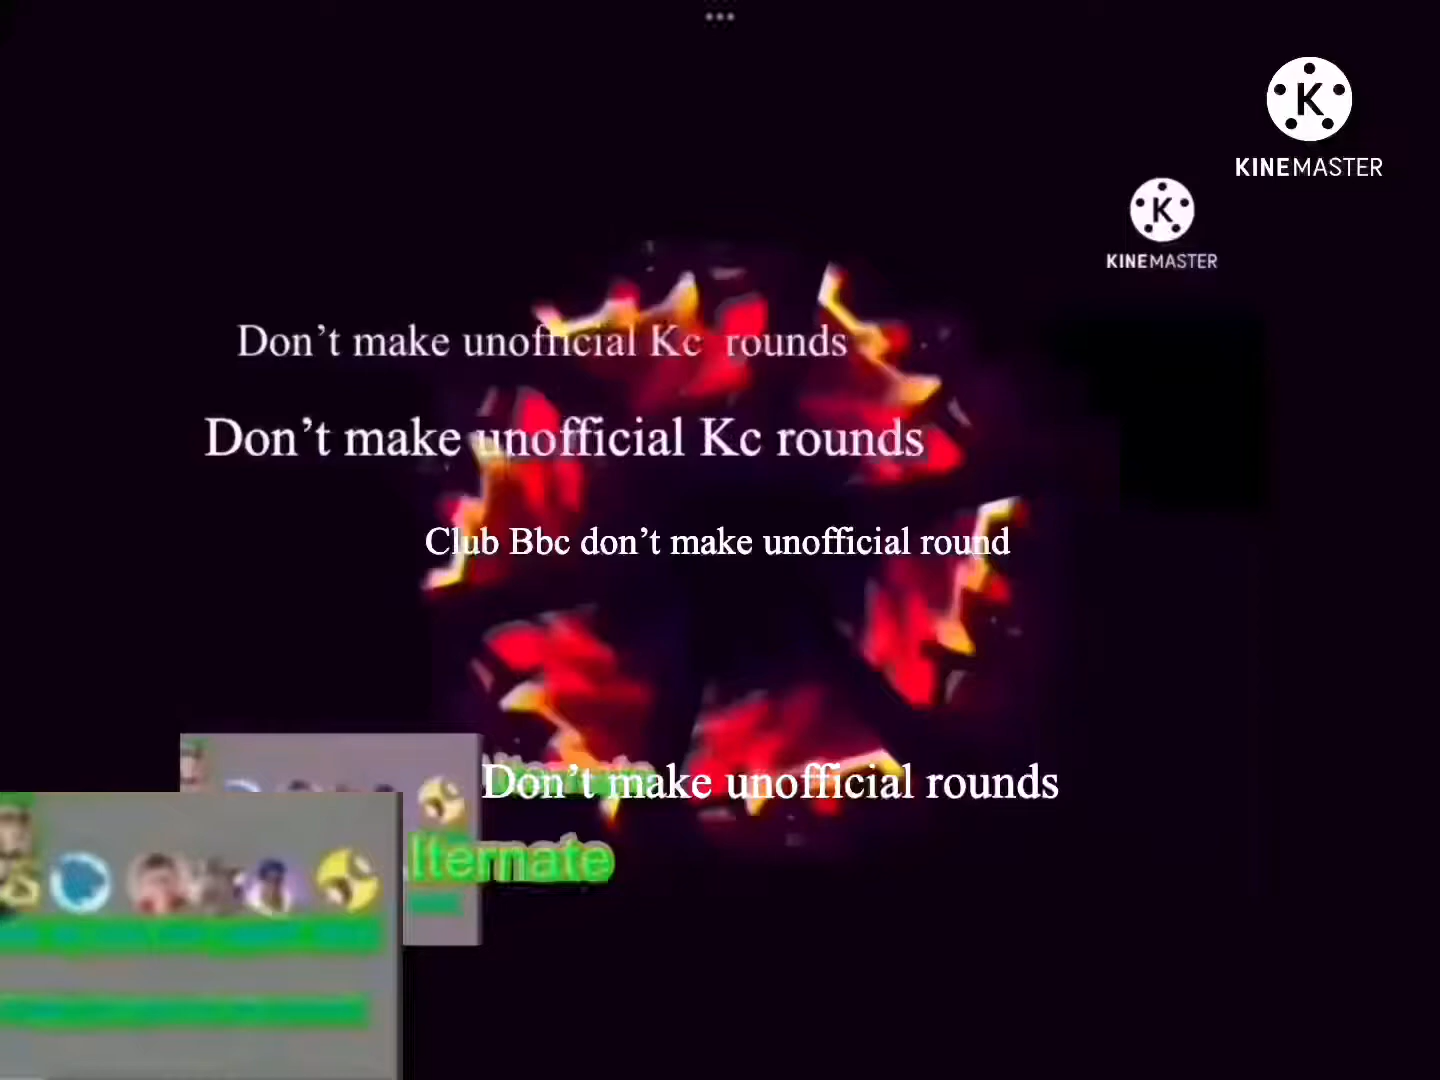 K
KINEMASTER
K
KINEMASTER
Don’t make unofficial Kc rounds
Don’t make unofficial Kc rounds
Club Bbc don’t make unofficial round
Don’t make unofficial rounds
lternate